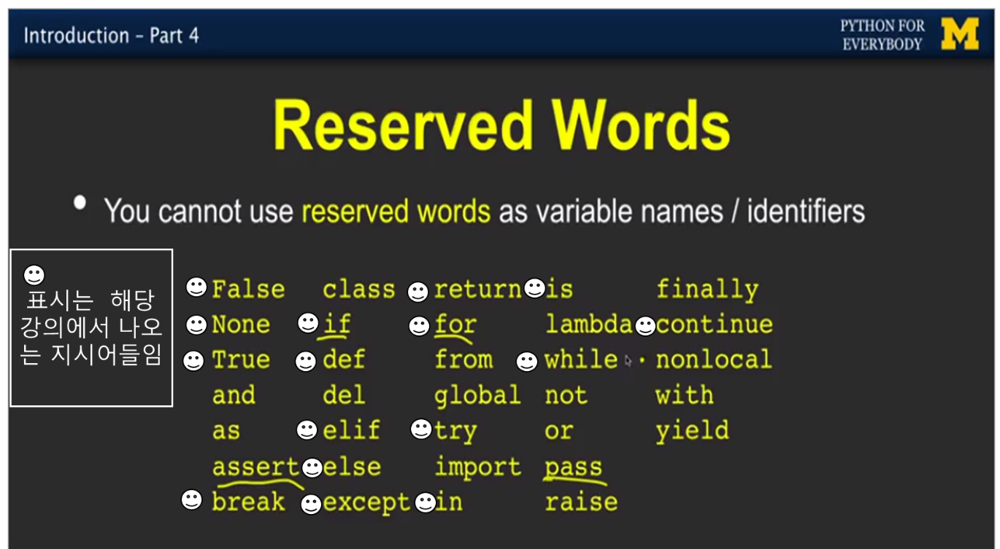 Introduction – Part 4
PYTHON FOR
EVERYBODY
M
Reserved Words
• You cannot use reserved words as variable names / identifiers
표시는 해당
강의에서 나오
는 지시어들임
False class return is finally
None if for lambda continue
True def from while nonlocal
and del global not with
as elif try or yield
assert else import pass
break except in raise